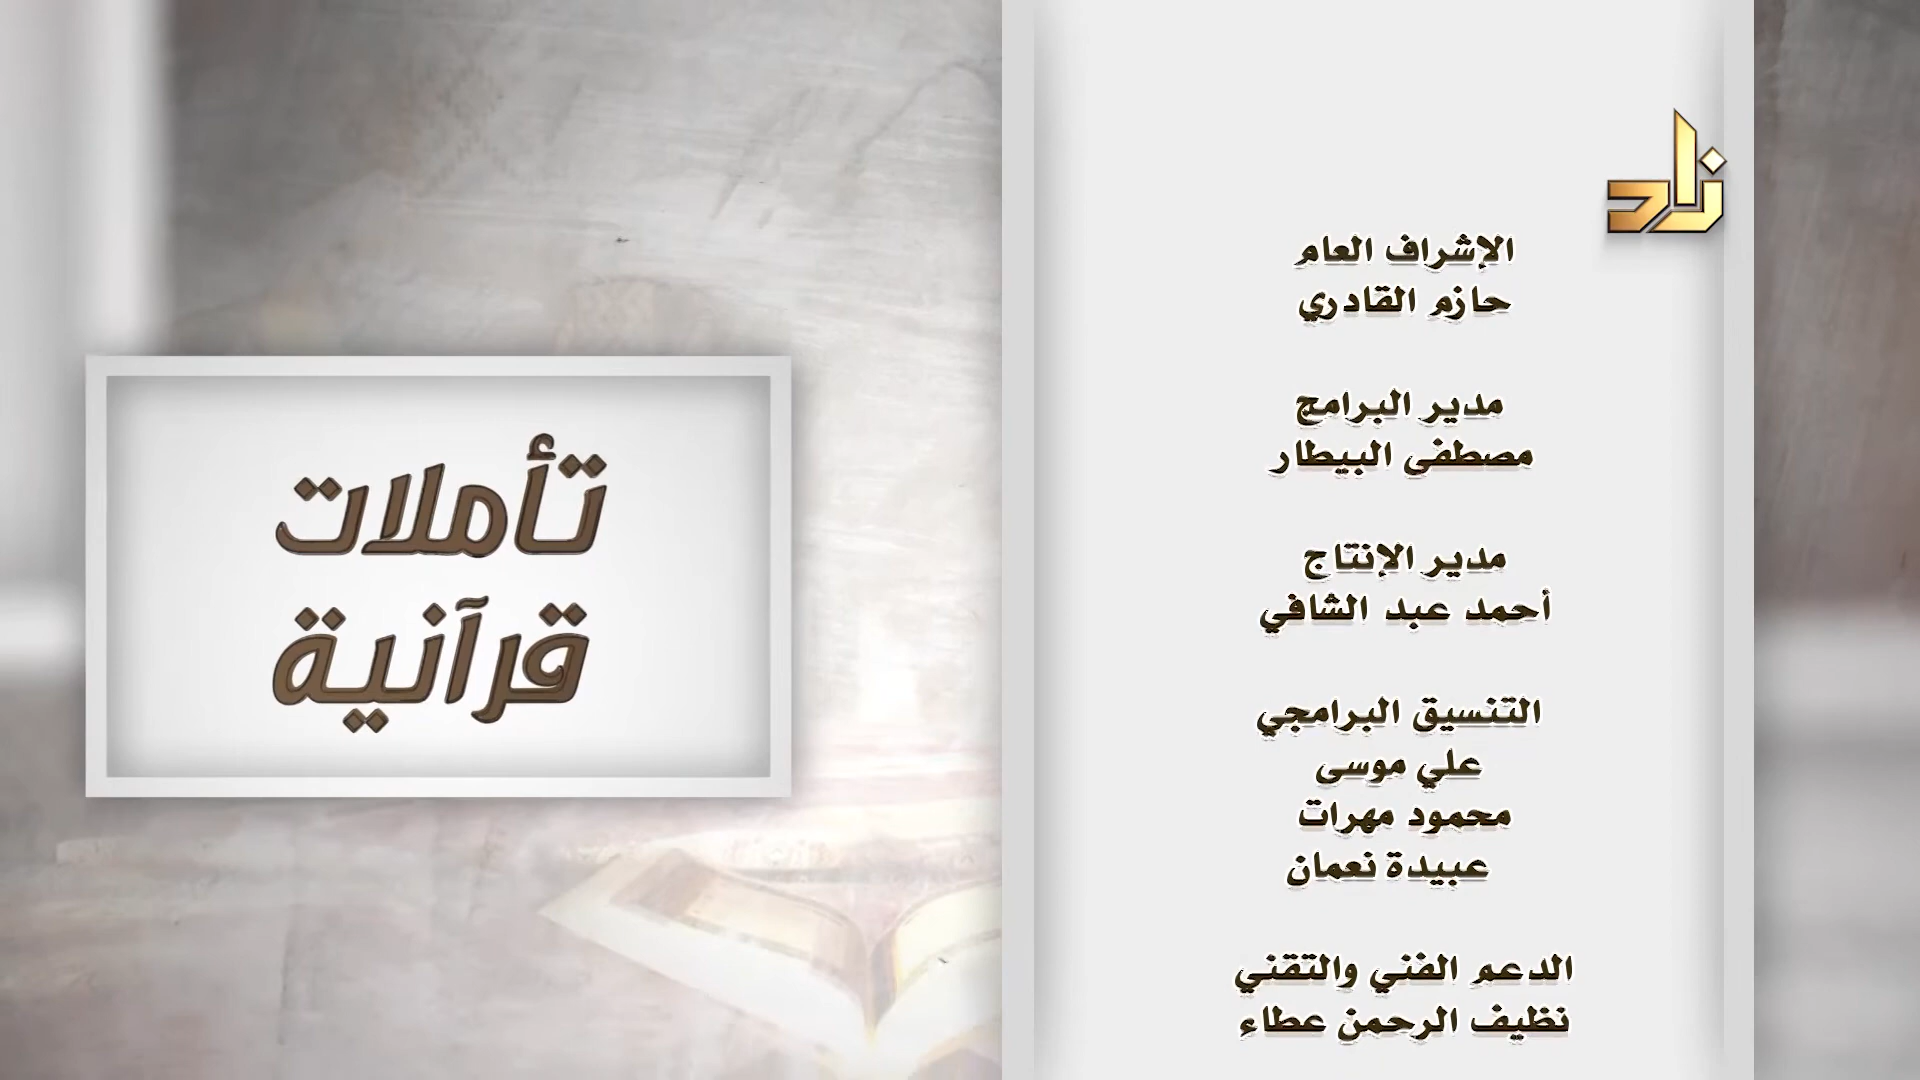 تأملات
قرآنية
زاد
الإشراف العام
حازم القادري
مدير البرامج
مصطفى البيطار
مدير الإنتاج
أحمد عبد الشافي
التنسيق البرامجي
علي موسى
محمود مهرات
عبيدة نعمان
الدعم الفني والتقني
نظيف الرحمن عطاء